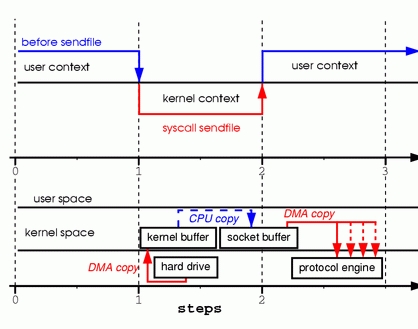 before sendfile
user context
user context
kernel context
syscall sendfile
0
1
2
3
user space
CPU copy
DMA copy
kernel space
kernel buffer
socket buffer
DMA copy
hard drive
protocol engine
0
1
2
3
steps